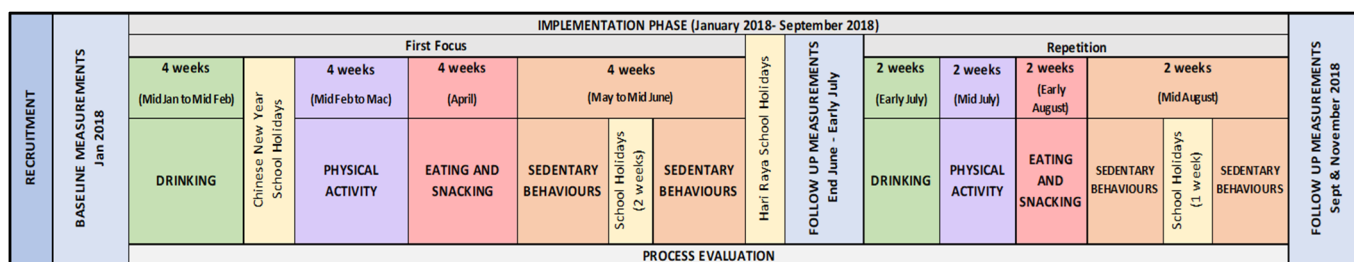 RECRUITMENT
BASELINE MEASUREMENTS
Jan 2018
IMPLEMENTATION PHASE (January 2018- September 2018)
First Focus
4 weeks
(Mid Jan to Mid Feb)
DRINKING
Chinese New Year
School Holidays
4 weeks
(Mid Feb to Mac)
PHYSICAL
ACTIVITY
4 weeks
(April)
EATING AND
SNACKING
4 weeks
(May to Mid June)
SEDENTARY
BEHAVIOURS
School Holidays
(2 weeks)
SEDENTARY
BEHAVIOURS
Hari Raya School Holidays
FOLLOW UP MEASUREMENTS
End June - Early July
Repetition
2 weeks
(Early July)
DRINKING
2 weeks
(Mid July)
PHYSICAL
ACTIVITY
2 weeks
(Early
August)
EATING
AND
SNACKING
2 weeks
(Mid August)
SEDENTARY
BEHAVIOURS
School Holidays
(1 week)
SEDENTARY
BEHAVIOURS
FOLLOW UP MEASUREMENTS
Sept & November 2018
PROCESS EVALUATION